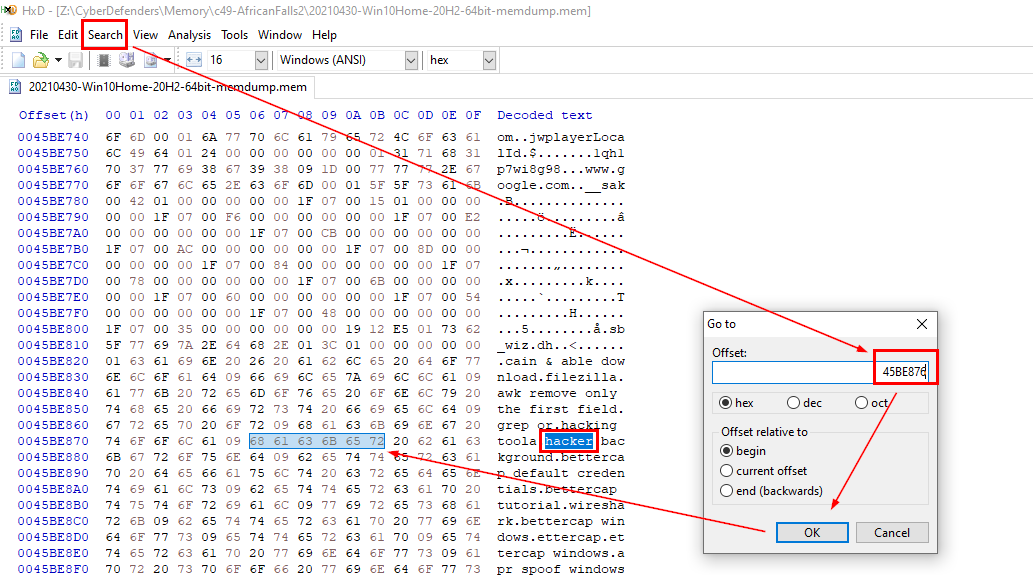 HxD - [Z:\CyberDefenders\Memory\c49-AfricanFalls2\20210430-Win10Home-20H2-64bit-memdump.mem]
File Edit Search View Analysis Tools Window Help
16 Windows (ANSI) hex
20210430-Win10Home-20H2-64bit-memdump.mem
Offset(h) 00 01 02 03 04 05 06 07 08 09 0A 0B 0C 0D 0E 0F Decoded text
0045BE740 6F 6D 00 01 6A 77 70 6C 61 79 65 72 4C 6F 63 61 om..jwplayerLoca
0045BE750 6C 49 64 01 24 00 00 00 00 00 00 01 31 71 68 31 lId.$.......1qh1
0045BE760 70 37 77 69 38 67 39 38 09 1D 00 77 77 77 2E 67 p7wi8g98...www.g
0045BE770 6F 6F 67 6C 65 2E 63 6F 6D 00 01 5F 5F 73 61 6B oogle.com..__sak
0045BE780 00 42 01 00 00 00 00 00 1F 07 00 15 01 00 00 00 .B..............
0045BE790 00 00 1F 07 00 F6 00 00 00 00 00 00 1F 07 00 E2 .....ö.........â
0045BE7A0 00 00 00 00 00 00 1F 07 00 CB 00 00 00 00 00 00 .........Ë......
0045BE7B0 1F 07 00 AC 00 00 00 00 00 00 1F 07 00 8D 00 00 ...¬............
0045BE7C0 00 00 00 00 1F 07 00 84 00 00 00 00 00 00 1F 07 .......„........
0045BE7D0 00 78 00 00 00 00 00 00 1F 07 00 6B 00 00 00 00 .x.........k....
0045BE7E0 00 00 1F 07 00 60 00 00 00 00 00 00 1F 07 00 54 .....`.........T
0045BE7F0 00 00 00 00 00 00 1F 07 00 48 00 00 00 00 00 00 .........H......
0045BE800 1F 07 00 35 00 00 00 00 00 00 19 12 E5 01 73 62 ...5........å.sb
0045BE810 5F 77 69 7A 2E 64 68 2E 01 3C 01 00 00 00 00 00 _wiz.dh..<......
0045BE820 01 63 61 69 6E 20 26 20 61 62 6C 65 20 64 6F 77 .cain & able dow
0045BE830 6E 6C 6F 61 64 09 66 69 6C 65 7A 69 6C 6C 61 09 nload.filezilla.
0045BE840 61 77 6B 20 72 65 6D 6F 76 65 20 6F 6E 6C 79 20 awk remove only
0045BE850 74 68 65 20 66 69 72 73 74 20 66 69 65 6C 64 09 the first field.
0045BE860 67 72 65 70 20 6F 72 09 68 61 63 6B 69 6E 67 20 grep or.hacking
0045BE870 74 6F 6F 6C 61 09 68 61 63 6B 65 72 20 62 61 63 toola.hacker bac
0045BE880 6B 67 72 6F 75 6E 64 09 62 65 74 74 65 72 63 61 kground.betterca
0045BE890 70 20 64 65 66 61 75 6C 74 20 63 72 65 64 65 6E p default creden
0045BE8A0 74 69 61 6C 73 09 62 65 74 74 65 72 63 61 70 20 tials.bettercap
0045BE8B0 74 75 74 6F 72 69 61 6C 09 77 69 72 65 73 68 61 tutorial.wiresha
0045BE8C0 72 6B 09 62 65 74 74 65 72 63 61 70 20 77 69 6E rk.bettercap win
0045BE8D0 64 6F 77 73 09 65 74 74 65 72 63 61 70 09 65 74 dows.ettercap.et
0045BE8E0 74 65 72 63 61 70 20 77 69 6E 64 6F 77 73 09 61 tercap windows.a
0045BE8F0 70 72 20 73 70 6F 6F 66 20 77 69 6E 64 6F 77 73 pr spoof windows
Go to
Offset:
45BE876
hex dec oct
Offset relative to
begin
current offset
end (backwards)
OK Cancel